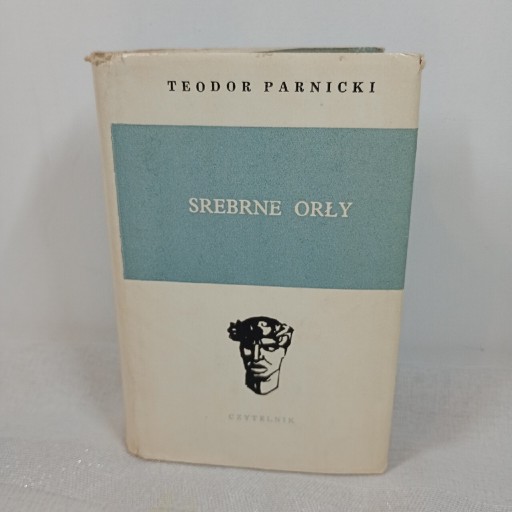 TEODOR PARNICKI
SREBRNE ORŁY
CZYTELNIK